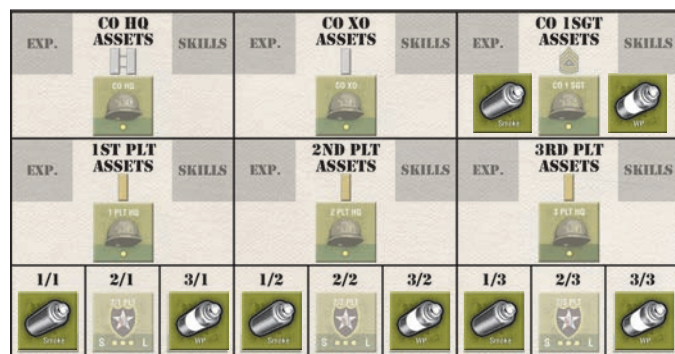 CO HQ ASSETS
EXP.
SKILLS
CO HQ
CO XO ASSETS
EXP.
SKILLS
CO XO
CO 1SGT ASSETS
EXP.
SKILLS
Smoke
CO 1 SGT
WP
1ST PLT ASSETS
EXP.
SKILLS
1 PLT HQ
2ND PLT ASSETS
EXP.
SKILLS
2 PLT HQ
3RD PLT ASSETS
EXP.
SKILLS
3 PLT HQ
1/1
2/1
3/1
1/2
2/2
3/2
1/3
2/3
3/3
Smoke
S
L
WP
Smoke
S
L
WP
Smoke
S
L
WP